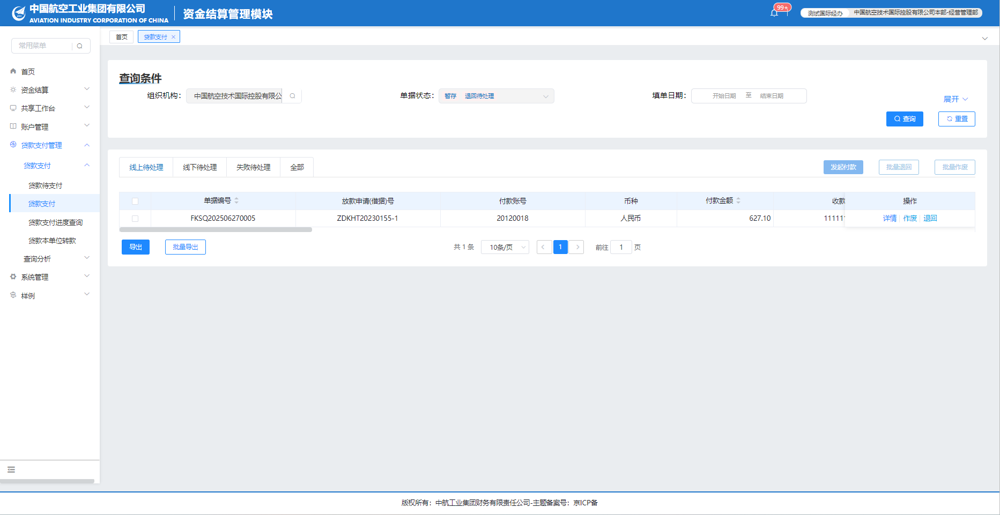 中国航空工业集团有限公司
AVIATION INDUSTRY CORPORATION OF CHINA
资金结算管理模块
99+
测试国际经办 中国航空技术国际控股有限公司本部-经营管理部
常用菜单
首页
资金结算
共享工作台
账户管理
贷款支付管理
贷款支付
贷款待支付
贷款支付
贷款支付进度查询
贷款本单位转款
查询分析
系统管理
样例
首页 贷款支付
查询条件
组织机构： 中国航空技术国际控股有限公 单据状态： 暂存 退回待处理 填单日期： 开始日期 至 结束日期 展开
查询 重置
线上待处理 线下待处理 失败待处理 全部 发起付款 批量退回 批量作废
单据编号 放款申请(借据)号 付款账号 币种 付款金额 收款 操作
FKSQ202506270005 ZDKHT20230155-1 20120018 人民币 627.10 11111 详情 作废 退回
导出 批量导出 共 1 条 10条/页 1 前往 1 页
版权所有：中航工业集团财务有限责任公司-主题备案号：京ICP备